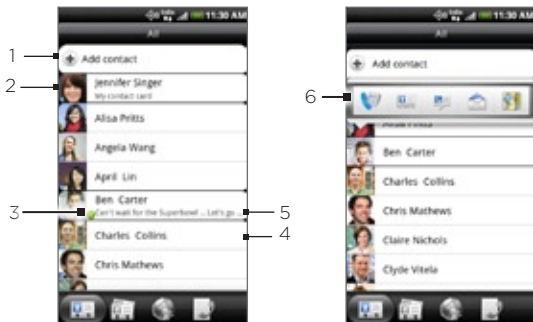 11:30 AM
All
1
Add contact
2
Jennifer Singer
My contact card
Alisa Pritts
Angela Wang
April Lin
Ben Carter
3
Can't wait for the Superbowl ... Let's go ...
5
Charles Collins
4
Chris Mathews
11:30 AM
All
Add contact
6
Ben Carter
Charles Collins
Chris Mathews
Claire Nichols
Clyde Vitela